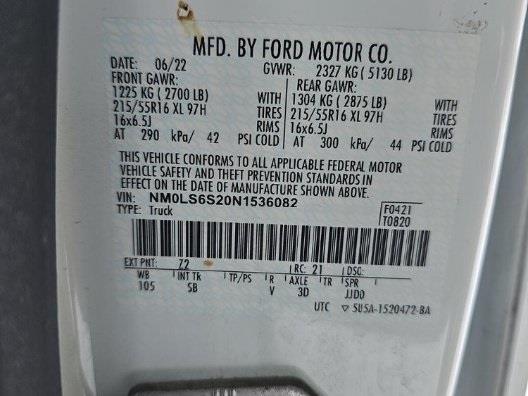 MFD. BY FORD MOTOR CO.
DATE: 06/22 GVWR: 2327 KG ( 5130 LB)
FRONT GAWR: REAR GAWR:
1225 KG ( 2700 LB) WITH 1304 KG ( 2875 LB) WITH
215/55R16 XL 97H TIRES 215/55R16 XL 97H TIRES
16x6.5J RIMS 16x6.5J RIMS
AT 290 kPa/ 42 PSI COLD AT 300 kPa/ 44 PSI COLD
THIS VEHICLE CONFORMS TO ALL APPLICABLE FEDERAL MOTOR
VEHICLE SAFETY AND THEFT PREVENTION STANDARDS IN
EFFECT ON THE DATE OF MANUFACTURE SHOWN ABOVE.
VIN: NM0LS6S20N1536082
TYPE: Truck
F0421
T0820
EXT PNT: Z2 RC: 21 DSO:
WB INT TR TP/PS R AXLE TR SPR
105 SB V 3D JJDD
UTC ▽ SU5A-1520472-BA